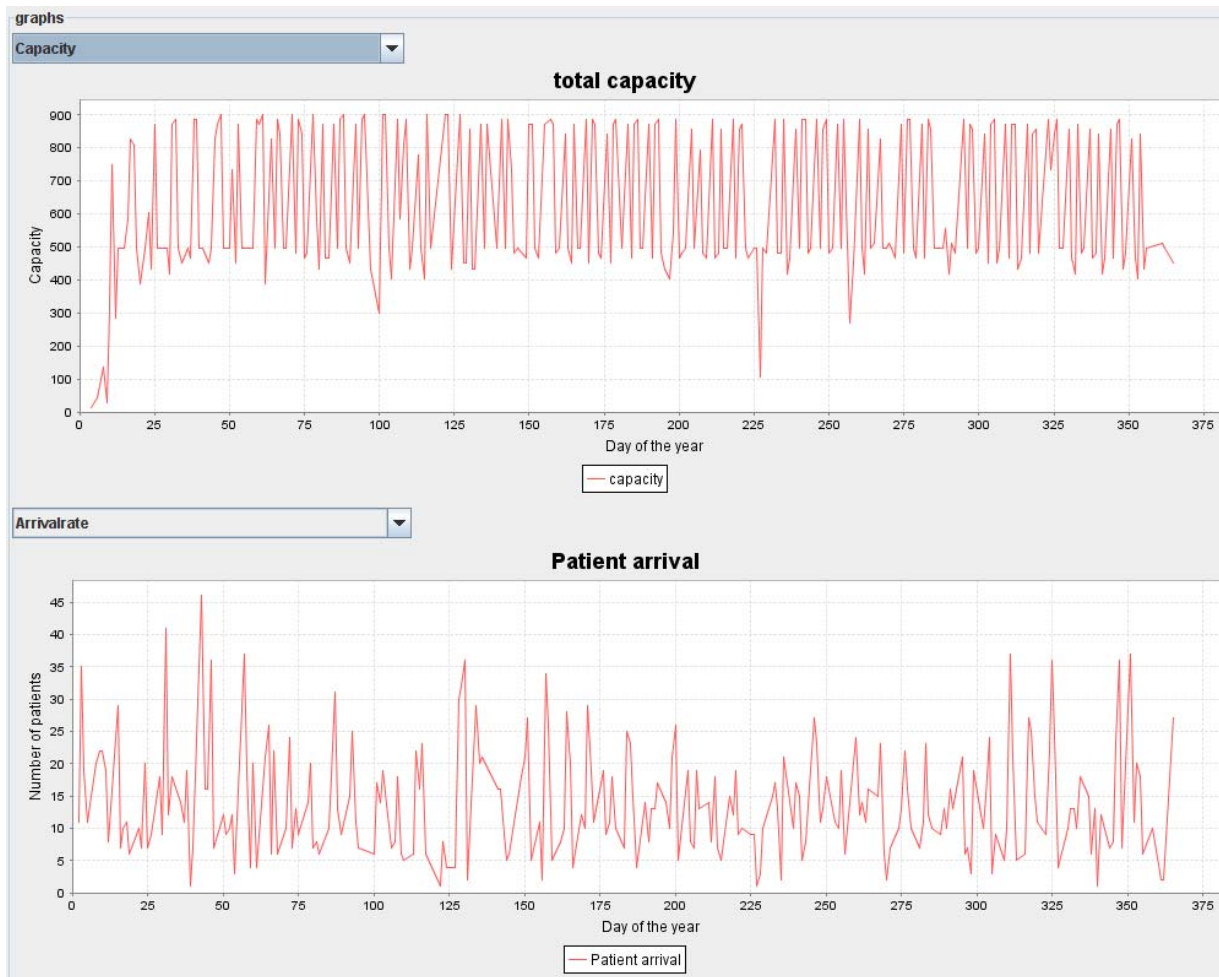 graphs
Capacity
total capacity
900
800
700
600
500
400
300
200
100
0
Capacity
0 25 50 75 100 125 150 175 200 225 250 275 300 325 350 375
Day of the year
capacity
Arrivalrate
Patient arrival
45
40
35
30
25
20
15
10
5
0
Number of patients
0 25 50 75 100 125 150 175 200 225 250 275 300 325 350 375
Day of the year
Patient arrival